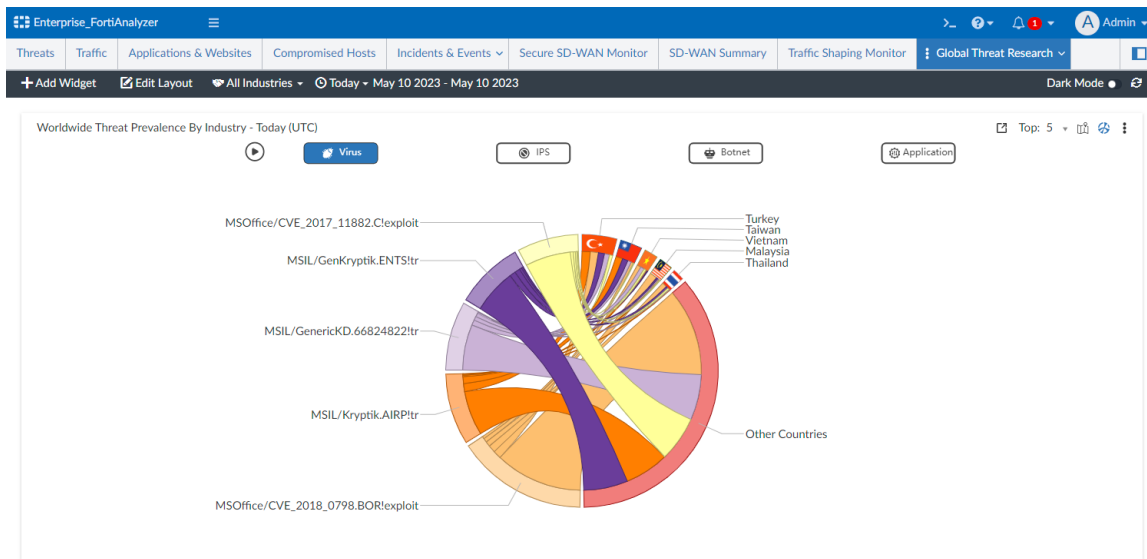 Enterprise_FortiAnalyzer >_ ? 1 A Admin
Threats Traffic Applications & Websites Compromised Hosts Incidents & Events Secure SD-WAN Monitor SD-WAN Summary Traffic Shaping Monitor Global Threat Research
+ Add Widget Edit Layout All Industries Today May 10 2023 - May 10 2023 Dark Mode
Worldwide Threat Prevalence By Industry - Today (UTC) Top: 5
Virus IPS Botnet Application
MSOffice/CVE_2017_11882.C!exploit
MSIL/GenKryptik.ENTS!tr
MSIL/GenericKD.66824822!tr
MSIL/Kryptik.AIRP!tr
MSOffice/CVE_2018_0798.BOR!exploit
Turkey
Taiwan
Vietnam
Malaysia
Thailand
Other Countries